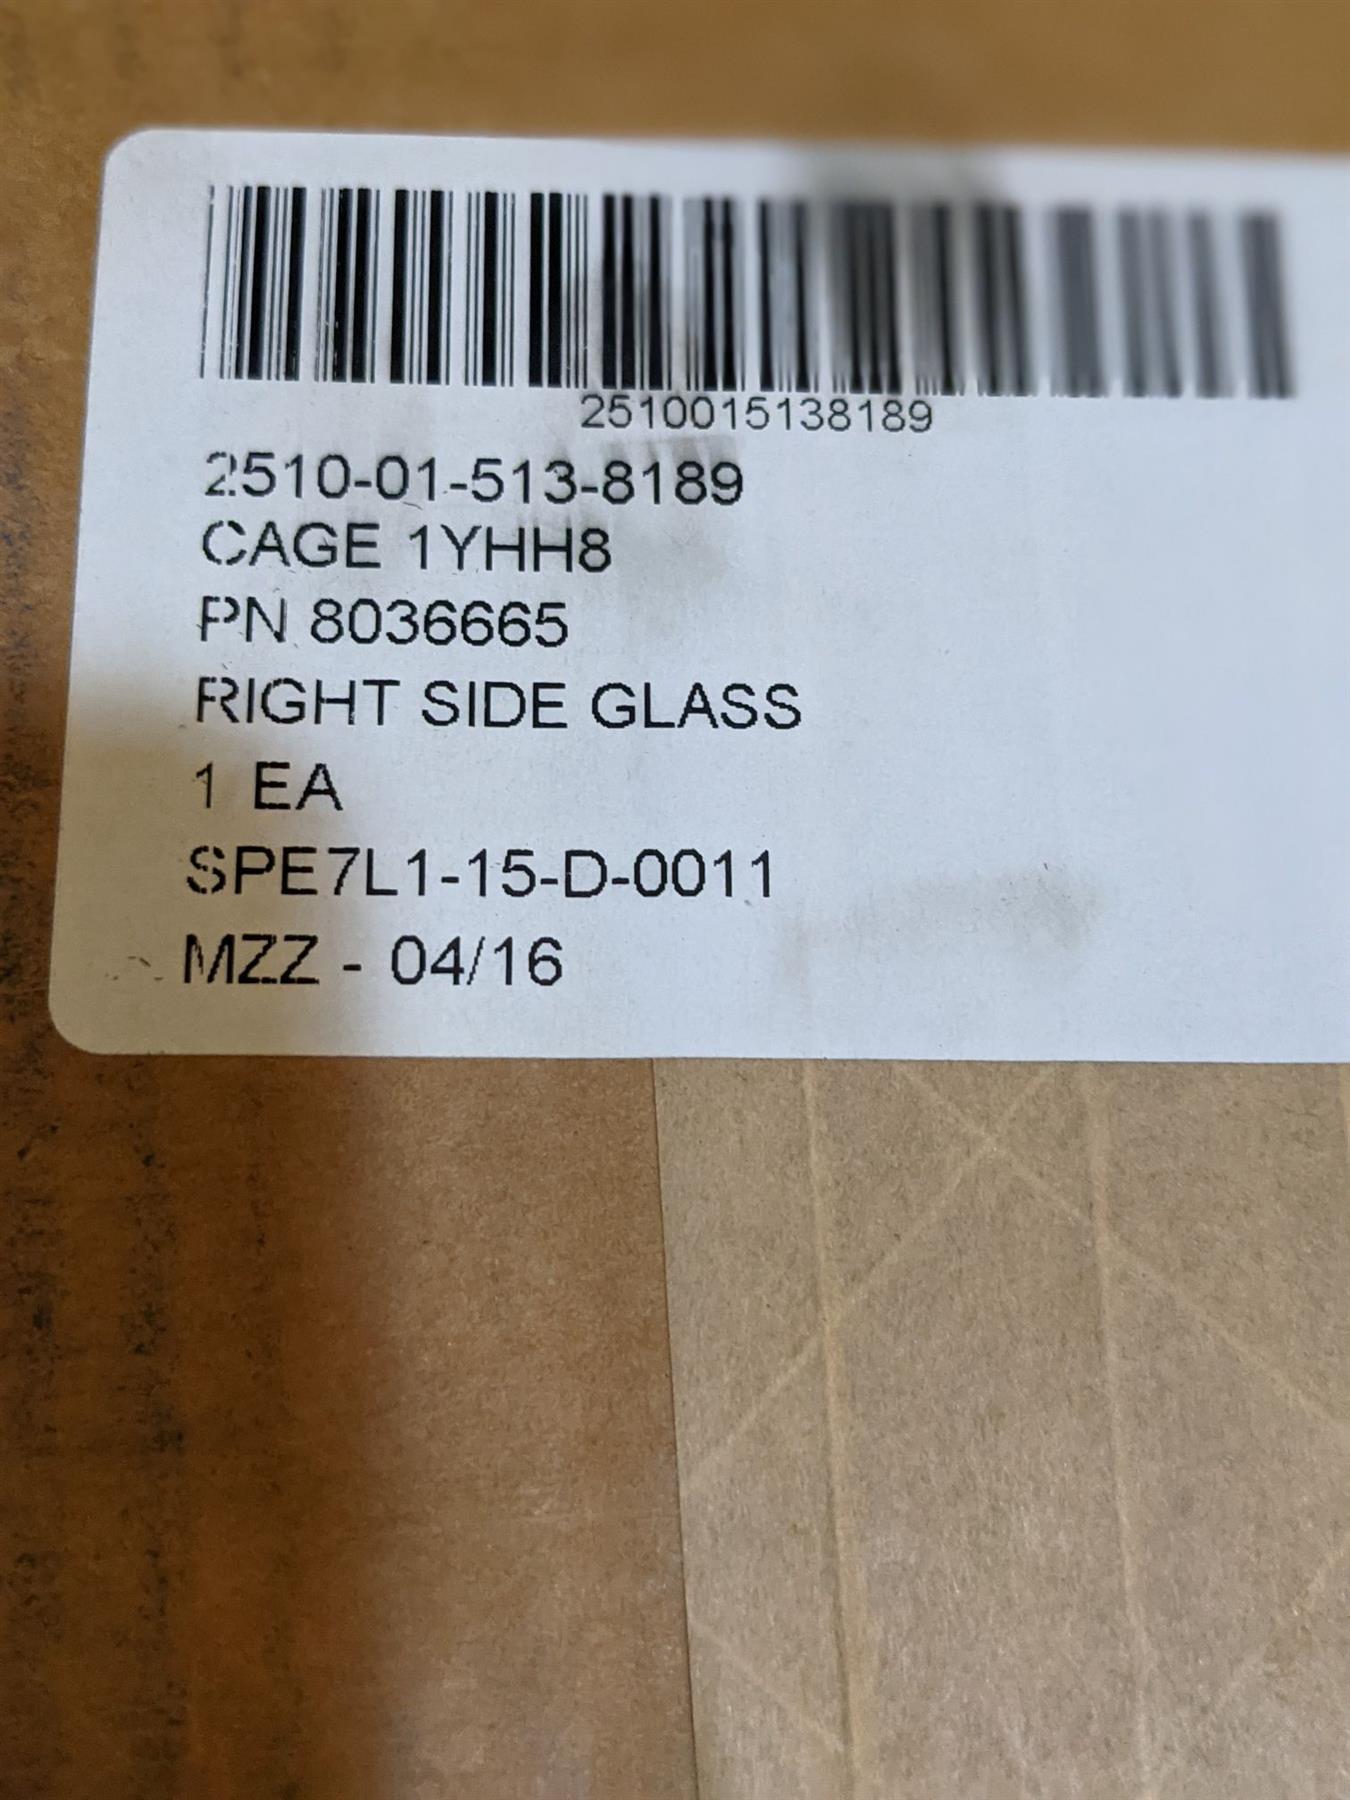 2510015138189
2510-01-513-8189
CAGE 1YHH8
PN 8036665
RIGHT SIDE GLASS
1 EA
SPE7L1-15-D-0011
MZZ - 04/16